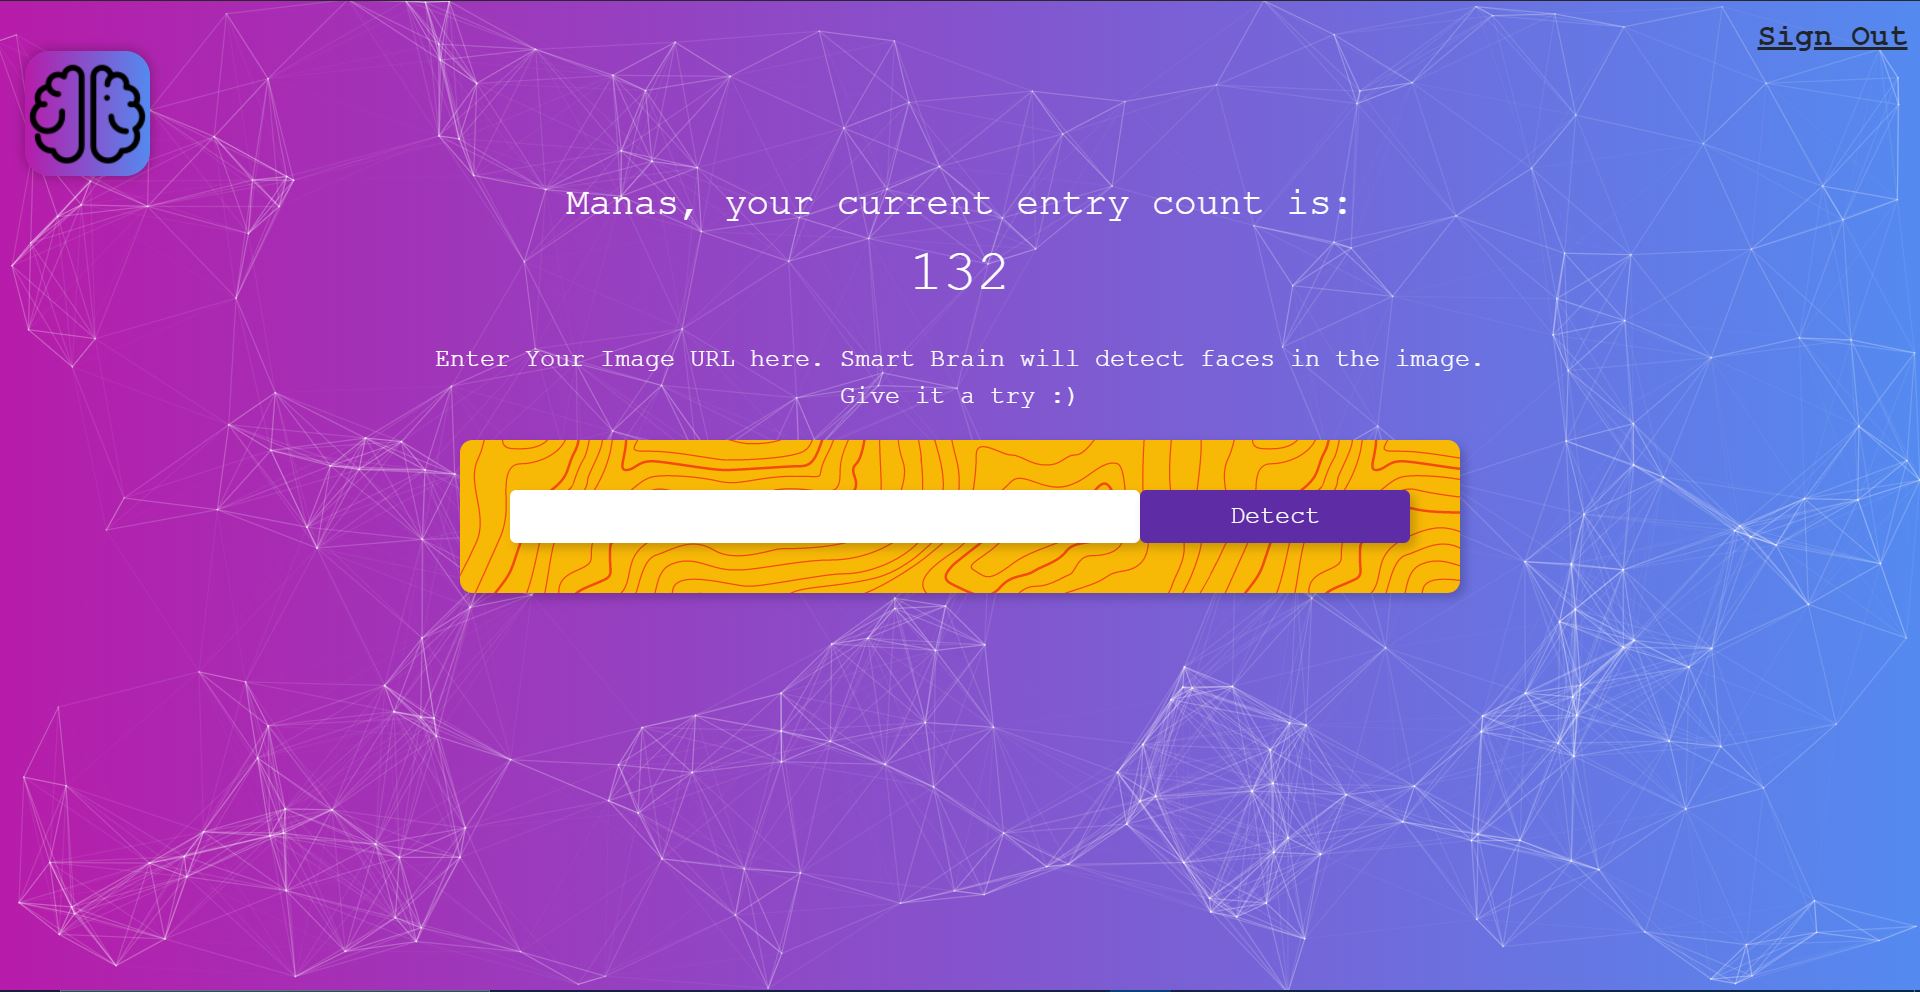 Sign Out
Manas, your current entry count is:
132
Enter Your Image URL here. Smart Brain will detect faces in the image.
Give it a try :)
Detect